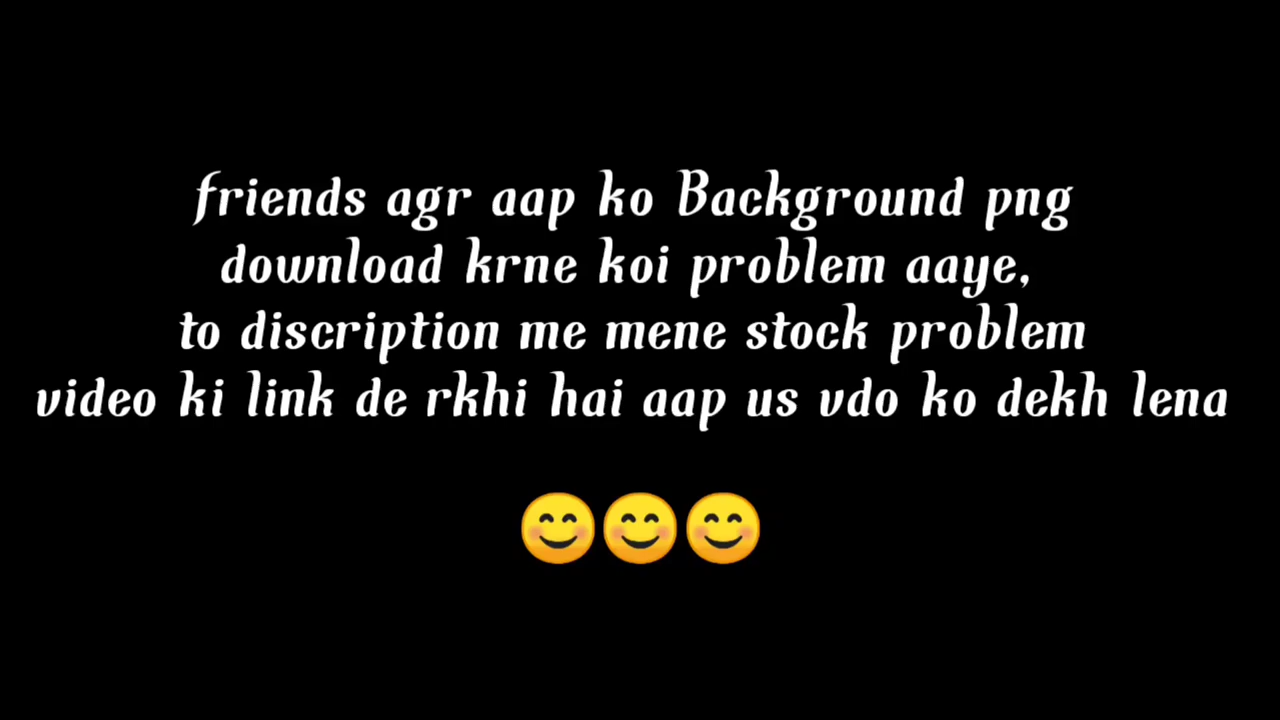 friends agr aap ko Background png
download krne koi problem aaye,
to discription me mene stock problem
video ki link de rkhi hai aap us vdo ko dekh lena
😊😊😊